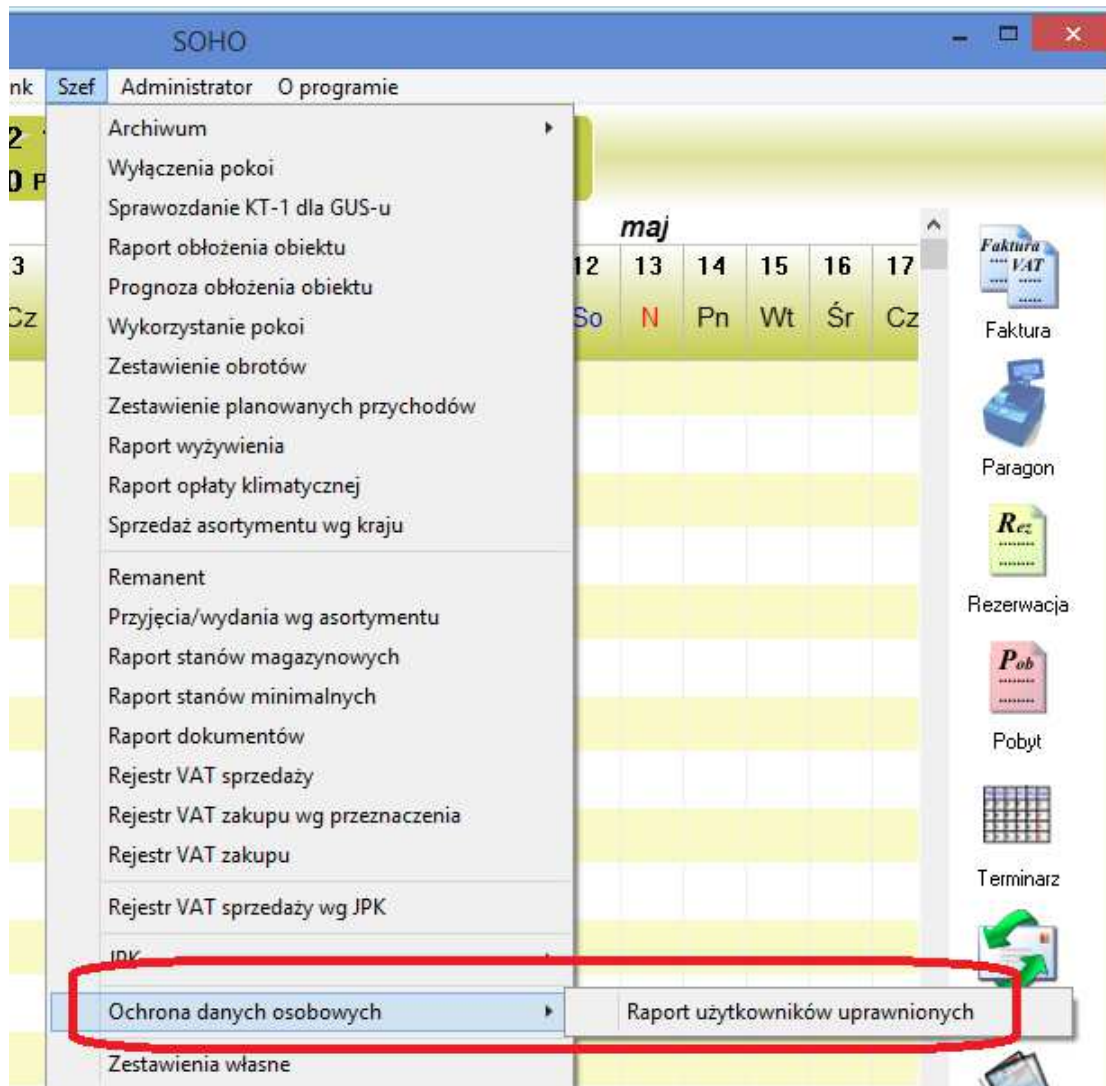 SOHO
nk Szef Administrator O programie
2
0 P
Archiwum
Wyłączenia pokoi
Sprawozdanie KT-1 dla GUS-u
Raport obłożenia obiektu
Prognoza obłożenia obiektu
Wykorzystanie pokoi
Zestawienie obrotów
Zestawienie planowanych przychodów
Raport wyżywienia
Raport opłaty klimatycznej
Sprzedaż asortymentu wg kraju
Remanent
Przyjęcia/wydania wg asortymentu
Raport stanów magazynowych
Raport stanów minimalnych
Raport dokumentów
Rejestr VAT sprzedaży
Rejestr VAT zakupu wg przeznaczenia
Rejestr VAT zakupu
Rejestr VAT sprzedaży wg JPK
JPK
Ochrona danych osobowych
Raport użytkowników uprawnionych
Zestawienia własne
maj
3 12 13 14 15 16 17
Cz So N Pn Wt Śr Cz
Faktura
VAT
Faktura
Paragon
Rez
Rezerwacja
Pob
Pobyt
Terminarz